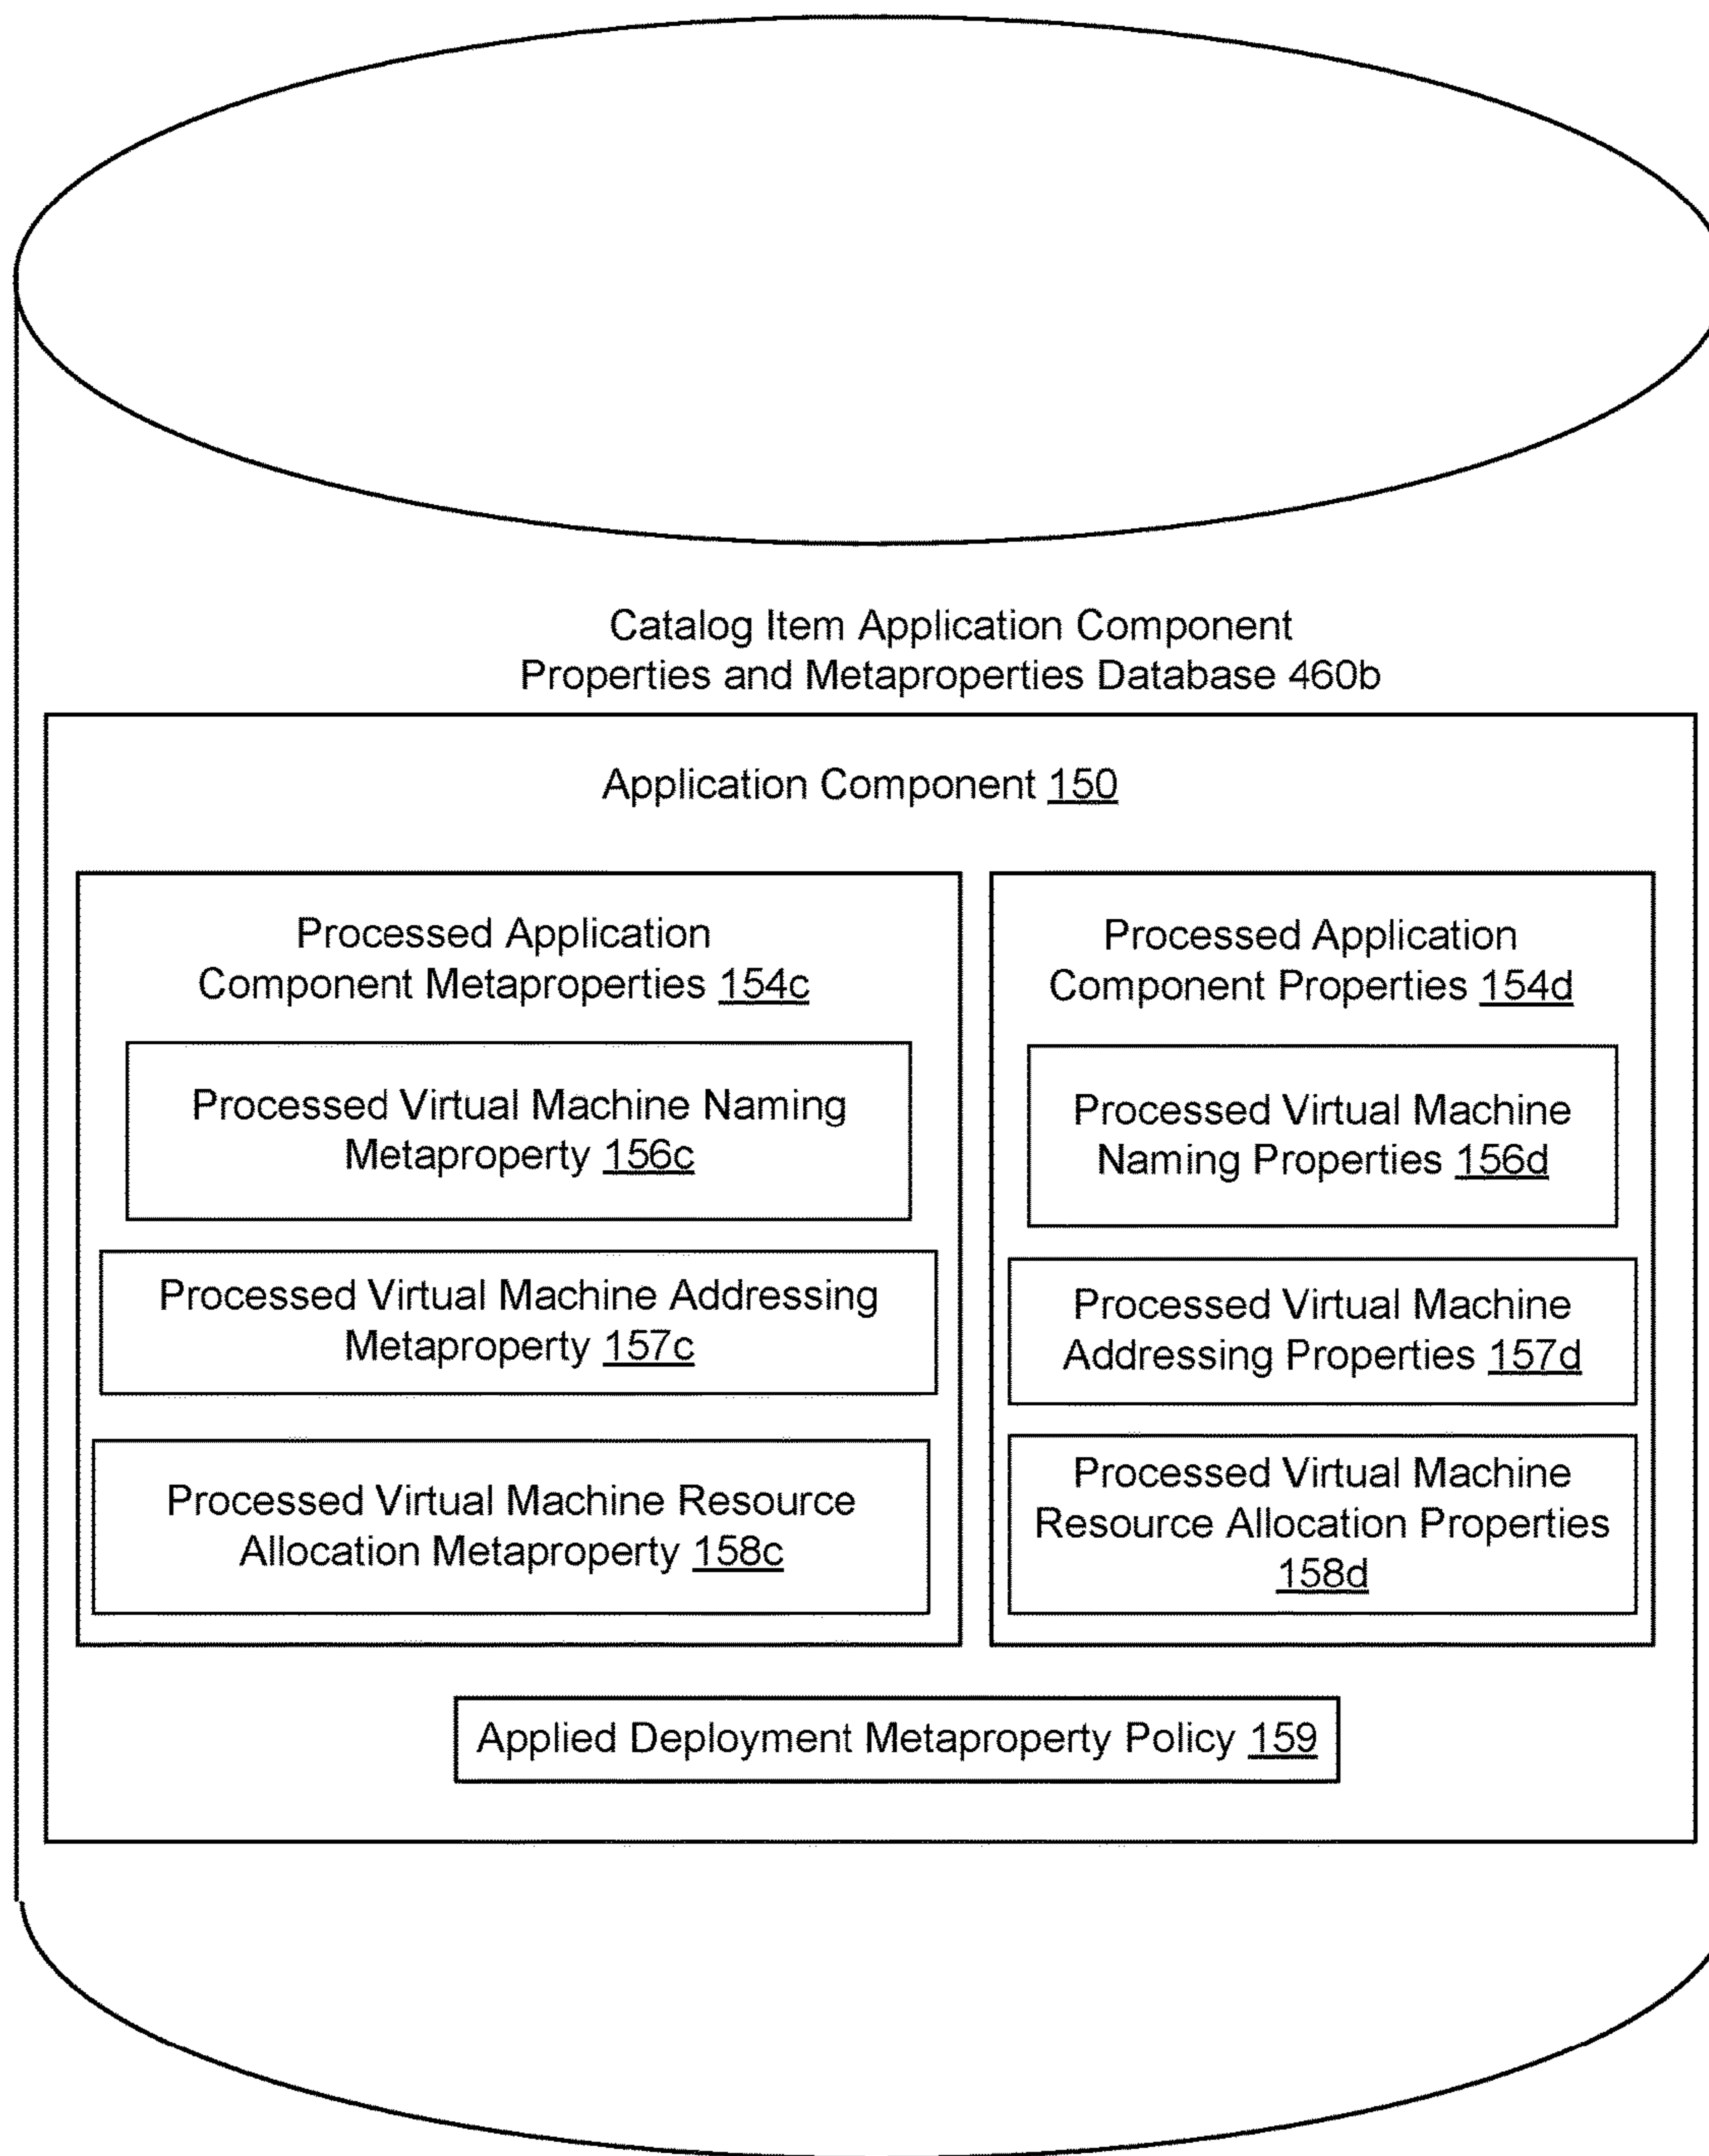 Catalog Item Application Component
Properties and Metaproperties Database 460b
Application Component 150
Processed Application
Component Metaproperties 154c
Processed Virtual Machine Naming
Metaproperty 156c
Processed Virtual Machine Addressing
Metaproperty 157c
Processed Virtual Machine Resource
Allocation Metaproperty 158c
Processed Application
Component Properties 154d
Processed Virtual Machine
Naming Properties 156d
Processed Virtual Machine
Addressing Properties 157d
Processed Virtual Machine
Resource Allocation Properties
158d
Applied Deployment Metaproperty Policy 159